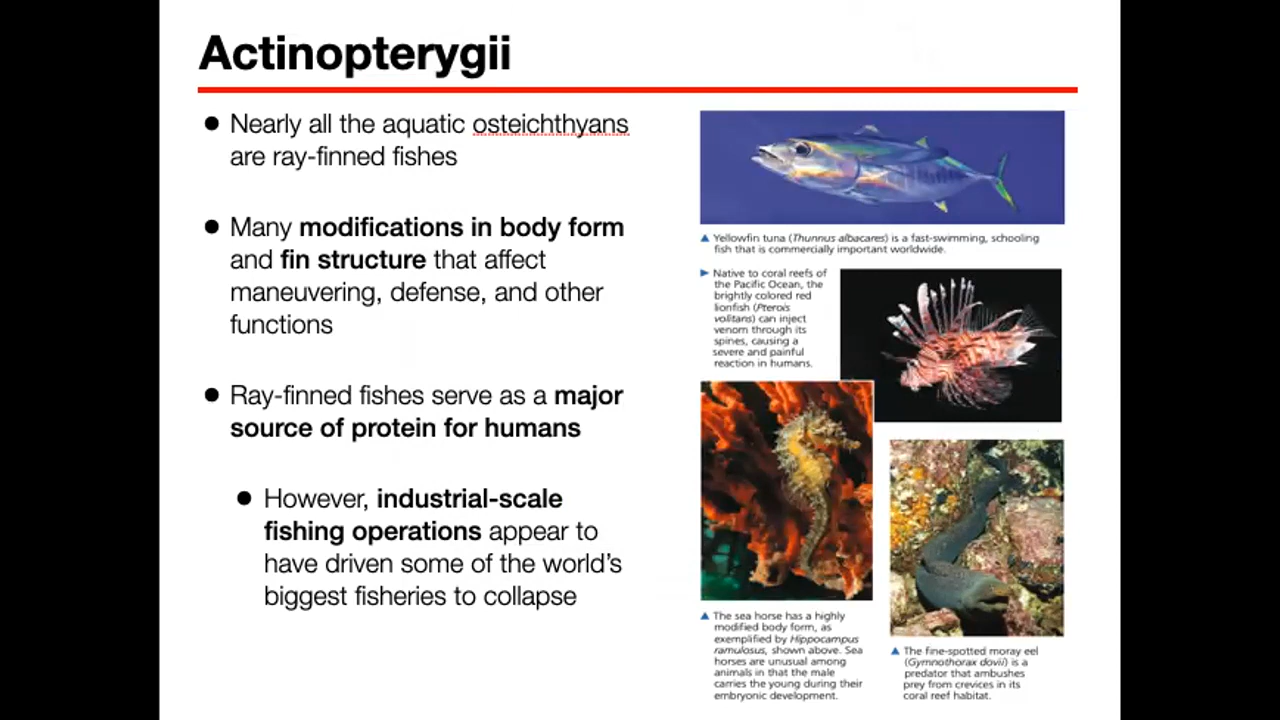 Actinopterygii
● Nearly all the aquatic osteichthyans
are ray-finned fishes
● Many modifications in body form
and fin structure that affect
maneuvering, defense, and other
functions
● Ray-finned fishes serve as a major
source of protein for humans
● However, industrial-scale
fishing operations appear to
have driven some of the world's
biggest fisheries to collapse
▲ Yellowfin tuna (Thunnus albacares) is a fast-swimming, schooling
fish that is commercially important worldwide.
► Native to coral reefs of
the Pacific Ocean, the
brightly colored red
lionfish (Pterois
volitans) can inject
venom through its
spines, causing a
severe and painful
reaction in humans.
▲ The sea horse has a highly
modified body form, as
exemplified by Hippocampus
ramulosus, shown above. Sea
horses are unusual among
animals in that the male
carries the young during their
embryonic development.
▲ The fine-spotted moray eel
(Gymnothorax dovii) is a
predator that ambushes
prey from crevices in its
coral reef habitat.